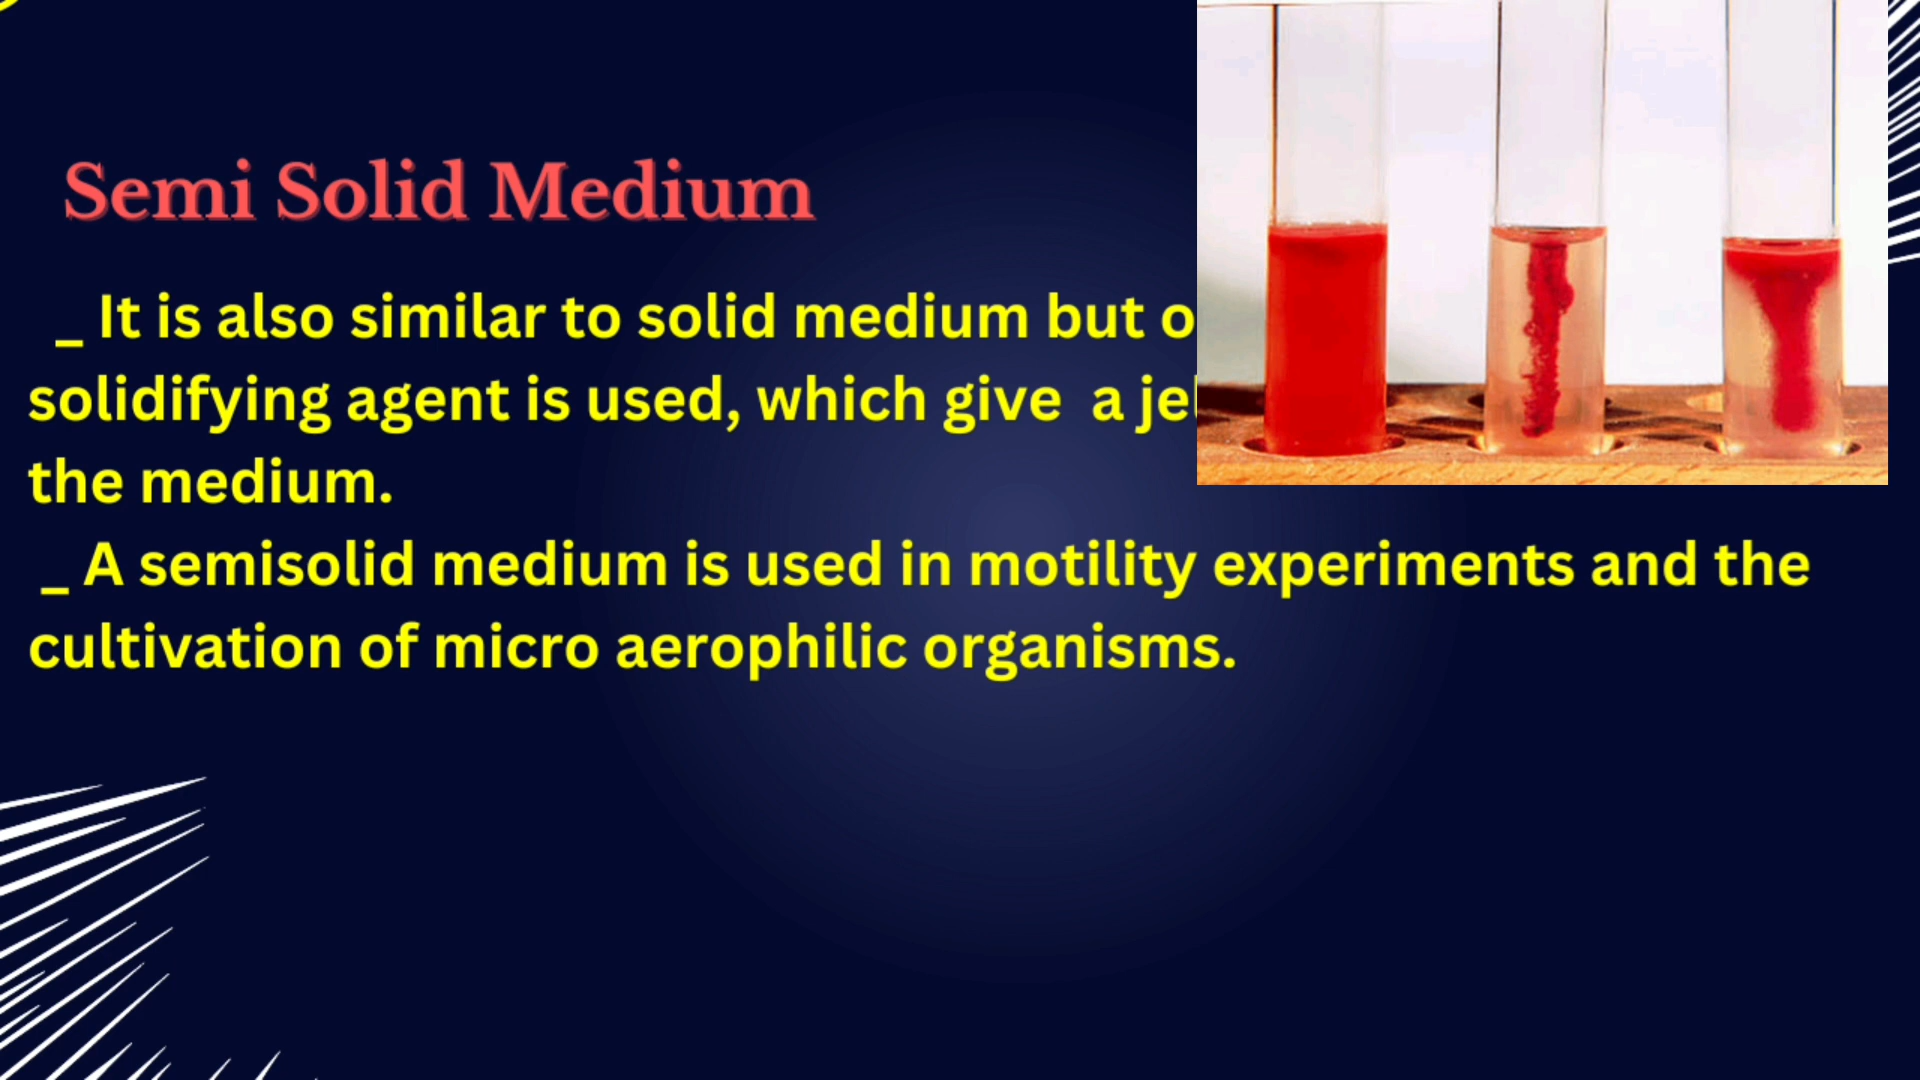 Semi Solid Medium
_ It is also similar to solid medium but
solidifying agent is used, which give a
the medium.
_ A semisolid medium is used in motility experiments and the
cultivation of micro aerophilic organisms.